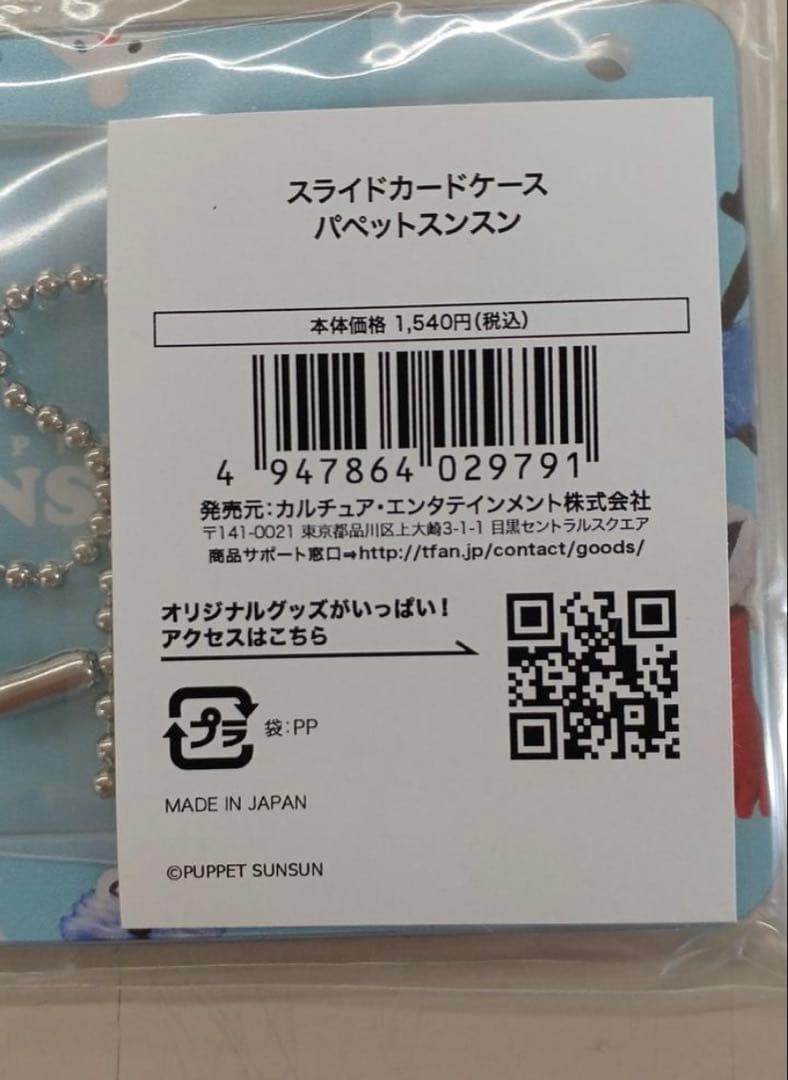 スライドカードケース
パペットスンスン
本体価格 1,540円(税込)
4 947864 029791
発売元:カルチュア・エンタテインメント株式会社
〒141-0021 東京都品川区上大崎3-1-1 目黒セントラルスクエア
商品サポート窓口⇒http://tfan.jp/contact/goods/
オリジナルグッズがいっぱい!
アクセスはこちら
プラ 袋:PP
MADE IN JAPAN
©PUPPET SUNSUN